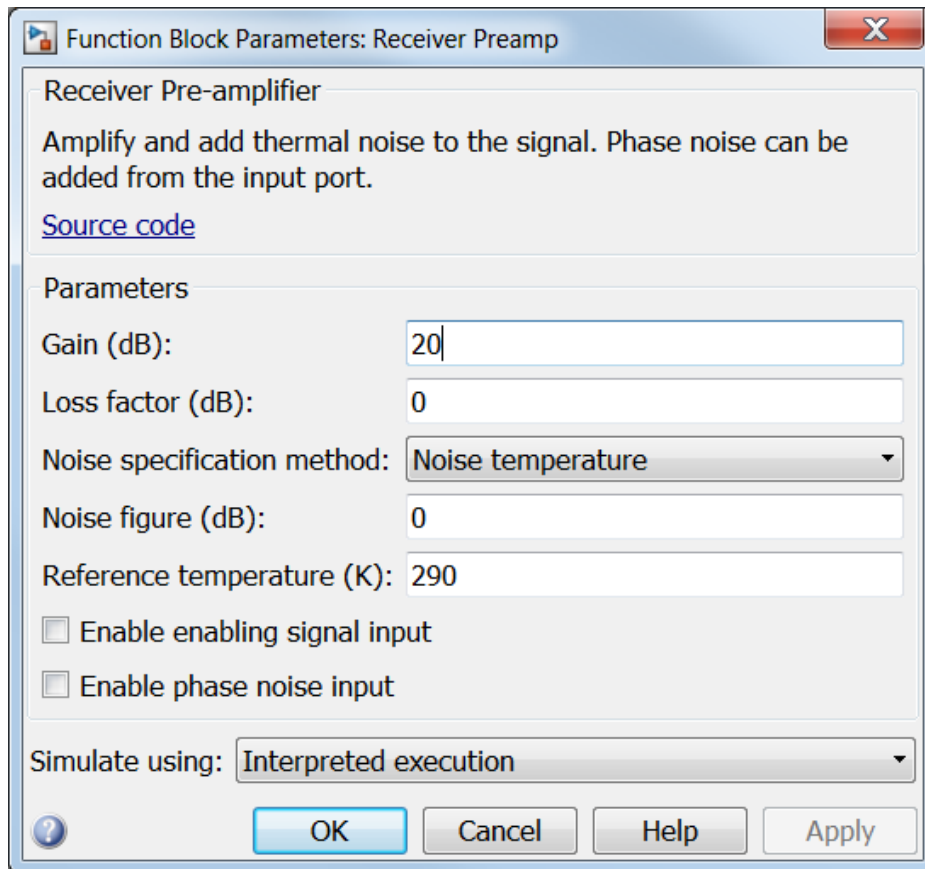 Function Block Parameters: Receiver Preamp
X
Receiver Pre-amplifier
Amplify and add thermal noise to the signal. Phase noise can be
added from the input port.
Source code
Parameters
Gain (dB): 20
Loss factor (dB): 0
Noise specification method: Noise temperature
Noise figure (dB): 0
Reference temperature (K): 290
Enable enabling signal input
Enable phase noise input
Simulate using: Interpreted execution
? OK Cancel Help Apply